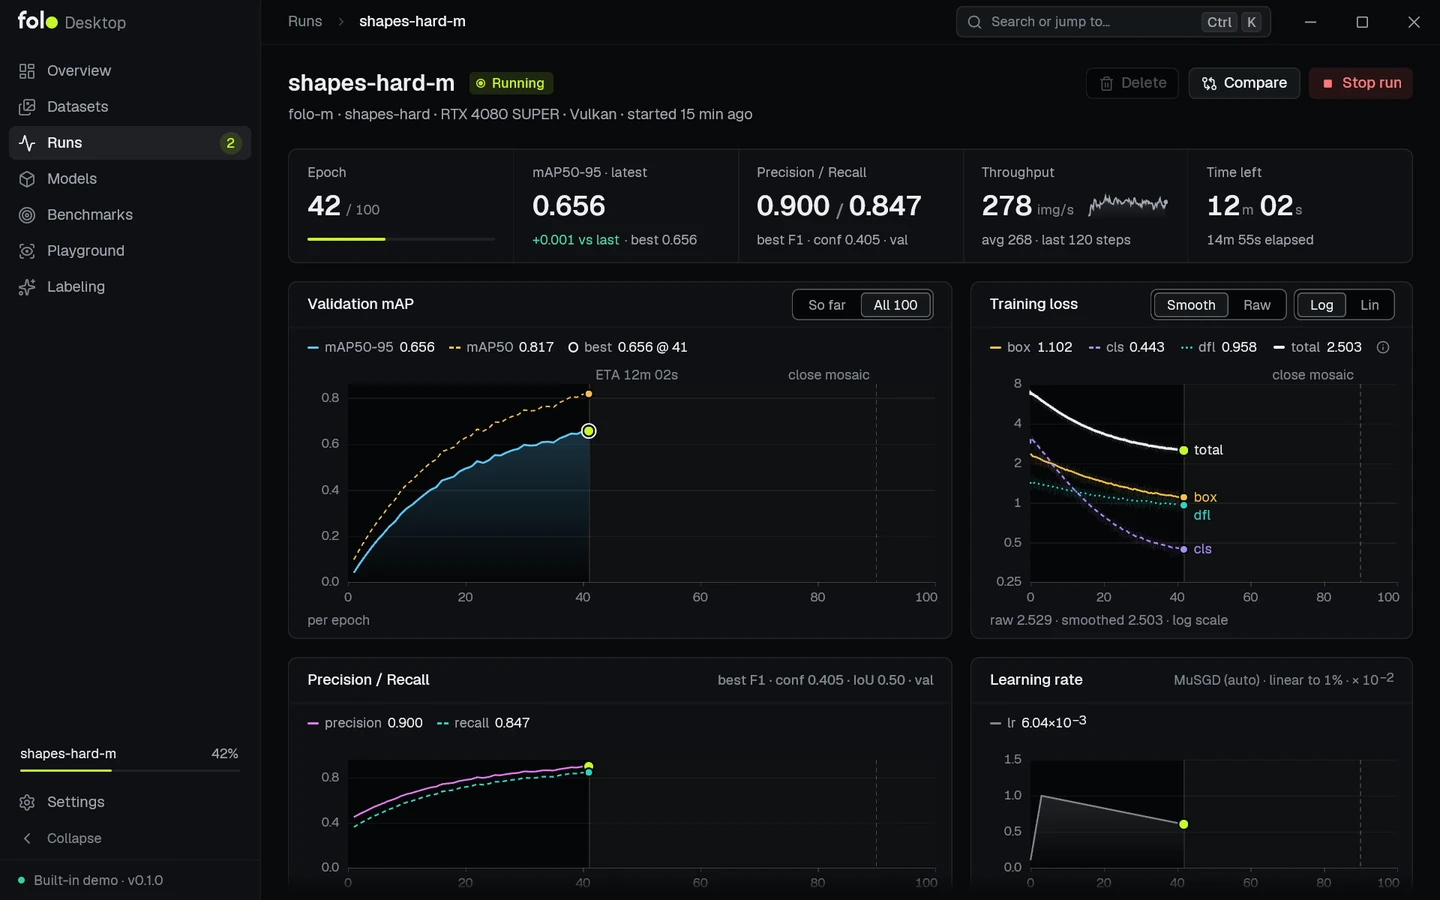 folo Desktop
Runs > shapes-hard-m
Search or jump to... Ctrl K
Overview
Datasets
Runs 2
Models
Benchmarks
Playground
Labeling
shapes-hard-m Running
Delete Compare Stop run
folo-m · shapes-hard · RTX 4080 SUPER · Vulkan · started 15 min ago
Epoch
42 / 100
mAP50-95 · latest
0.656
+0.001 vs last · best 0.656
Precision / Recall
0.900 / 0.847
best F1 · conf 0.405 · val
Throughput
278 img/s
avg 268 · last 120 steps
Time left
12m 02s
14m 55s elapsed
Validation mAP So far All 100
mAP50-95 0.656 mAP50 0.817 best 0.656 @ 41
ETA 12m 02s close mosaic
0.8
0.6
0.4
0.2
0.0
0 20 40 60 80 100
per epoch
Training loss Smooth Raw Log Lin
box 1.102 cls 0.443 dfl 0.958 total 2.503
close mosaic
8
4
2
1
0.5
0.25
total
box
dfl
cls
0 20 40 60 80 100
raw 2.529 · smoothed 2.503 · log scale
Precision / Recall best F1 · conf 0.405 · IoU 0.50 · val
precision 0.900 recall 0.847
0.8
0.4
0.0
0 20 40 60 80 100
Learning rate MuSGD (auto) · linear to 1% · × 10⁻²
lr 6.04×10⁻³
1.5
1.0
0.5
0.0
0 20 40 60 80 100
shapes-hard-m 42%
Settings
Collapse
Built-in demo · v0.1.0